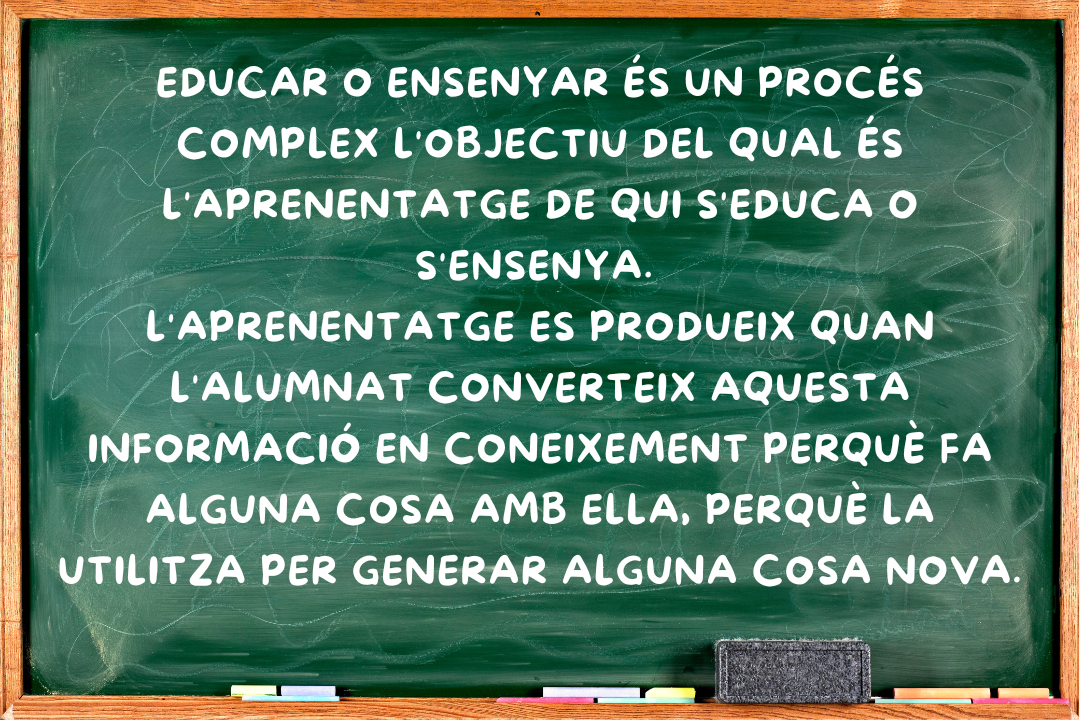 EDUCAR O ENSENYAR ÉS UN PROCÉS
COMPLEX L'OBJECTIU DEL QUAL ÉS
L'APRENENTATGE DE QUI S'EDUCA O
S'ENSENYA.
L'APRENENTATGE ES PRODUEIX QUAN
L'ALUMNAT CONVERTEIX AQUESTA
INFORMACIÓ EN CONEIXEMENT PERQUÈ FA
ALGUNA COSA AMB ELLA, PERQUÈ LA
UTILITZA PER GENERAR ALGUNA COSA NOVA.